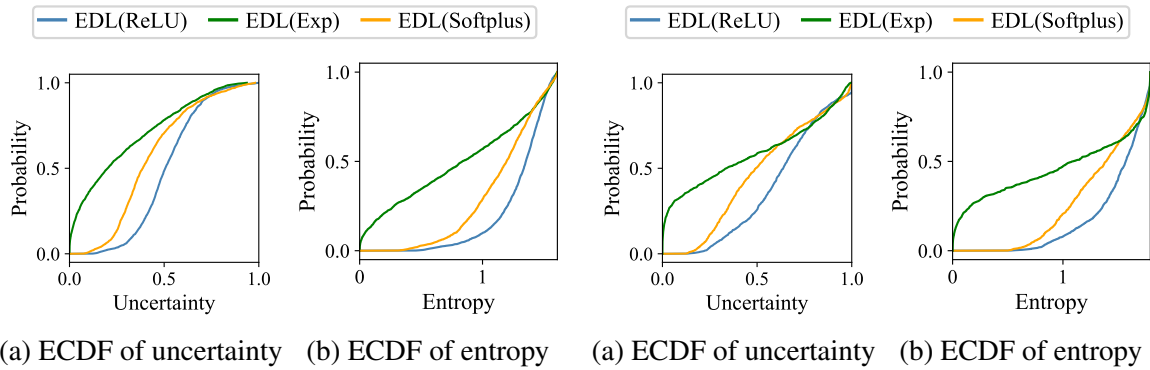 EDL(ReLU) EDL(Exp) EDL(Softplus)
EDL(ReLU) EDL(Exp) EDL(Softplus)
Probability
1.0
0.5
0.0
0.0 0.5 1.0
Uncertainty
Probability
1.0
0.5
0.0
0 1
Entropy
Probability
1.0
0.5
0.0
0.0 0.5 1.0
Uncertainty
Probability
1.0
0.5
0.0
0 1
Entropy
(a) ECDF of uncertainty (b) ECDF of entropy
(a) ECDF of uncertainty (b) ECDF of entropy